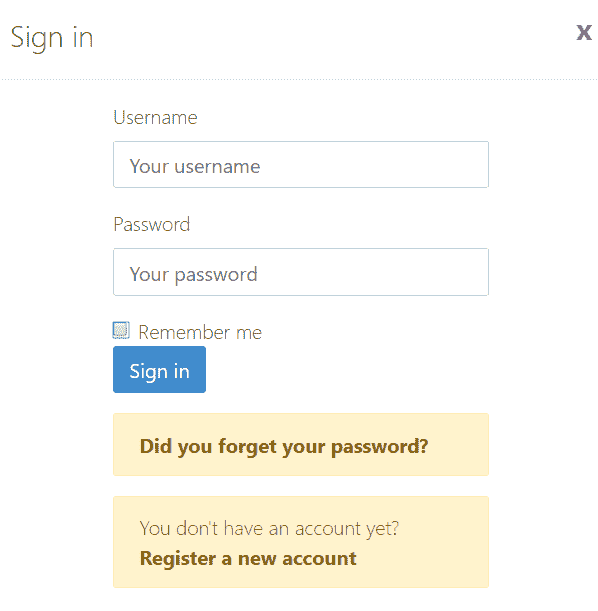 Sign in
X
Username
Your username
Password
Your password
Remember me
Sign in
Did you forget your password?
You don't have an account yet?
Register a new account